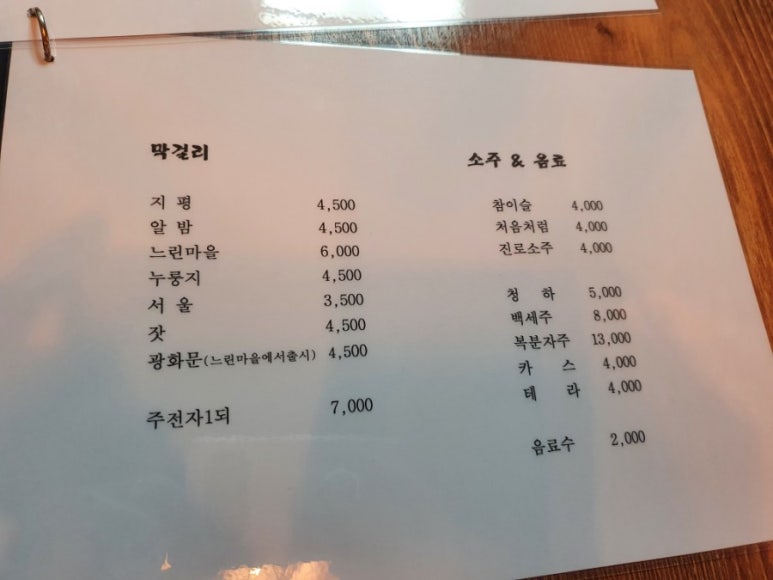 막걸리
지 평 4,500
알 밤 4,500
느린마을 6,000
누룽지 4,500
서 울 3,500
잣 4,500
광화문(느린마을에서출시) 4,500
주전자1되 7,000
소주 & 음료
참이슬 4,000
처음처럼 4,000
진로소주 4,000
청 하 5,000
백세주 8,000
복분자주 13,000
카 스 4,000
테 라 4,000
음료수 2,000